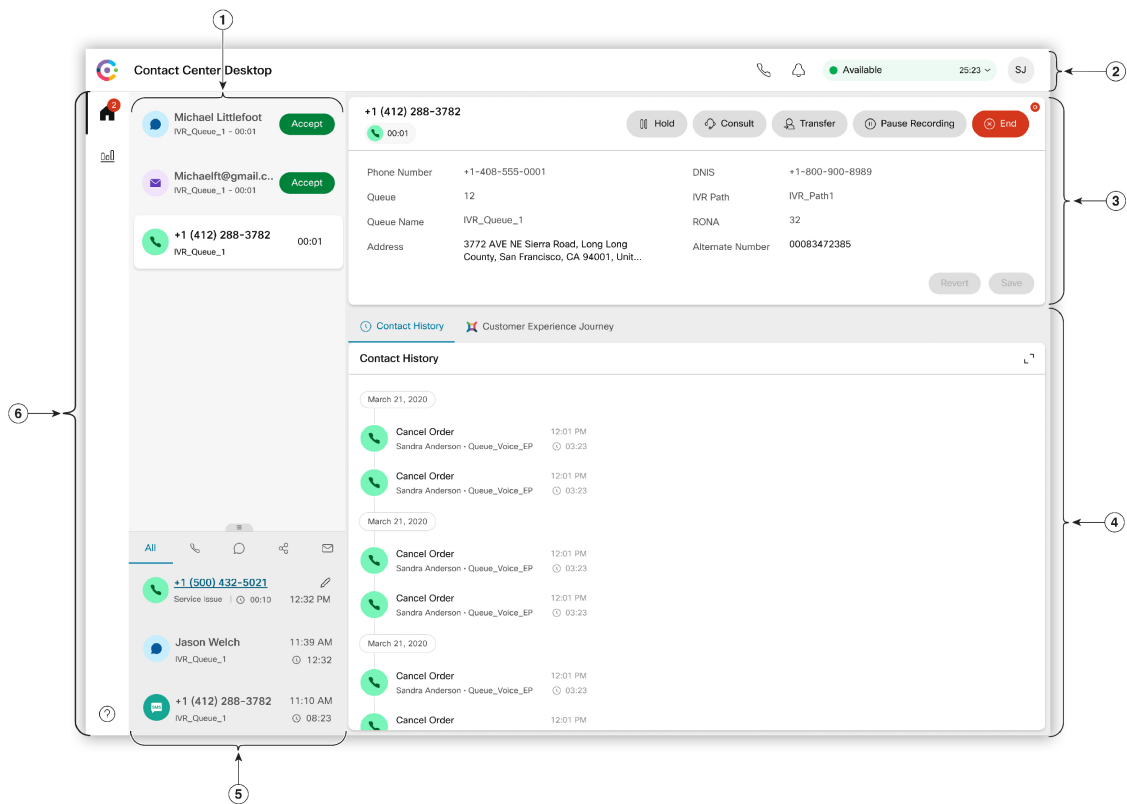 1
Contact Center Desktop
Available 25:23
SJ
2
2
Michael Littlefoot
IVR_Queue_1 - 00:01
Accept
Michaelft@gmail.c..
IVR_Queue_1 - 00:01
Accept
+1 (412) 288-3782
IVR_Queue_1
00:01
+1 (412) 288-3782
00:01
Hold
Consult
Transfer
Pause Recording
End
Phone Number +1-408-555-0001
Queue 12
Queue Name IVR_Queue_1
Address 3772 AVE NE Sierra Road, Long Long
County, San Francisco, CA 94001, Unit...
DNIS +1-800-900-8989
IVR Path IVR_Path1
RONA 32
Alternate Number 00083472385
Revert
Save
3
Contact History
Customer Experience Journey
Contact History
March 21, 2020
Cancel Order 12:01 PM
Sandra Anderson • Queue_Voice_EP 03:23
Cancel Order 12:01 PM
Sandra Anderson • Queue_Voice_EP 03:23
March 21, 2020
Cancel Order 12:01 PM
Sandra Anderson • Queue_Voice_EP 03:23
Cancel Order 12:01 PM
Sandra Anderson • Queue_Voice_EP 03:23
March 21, 2020
Cancel Order 12:01 PM
Sandra Anderson • Queue_Voice_EP 03:23
Cancel Order 12:01 PM
4
All
+1 (500) 432-5021
Service Issue | 00:10 12:32 PM
Jason Welch 11:39 AM
IVR_Queue_1 12:32
SMS
+1 (412) 288-3782 11:10 AM
IVR_Queue_1 08:23
?
5
6